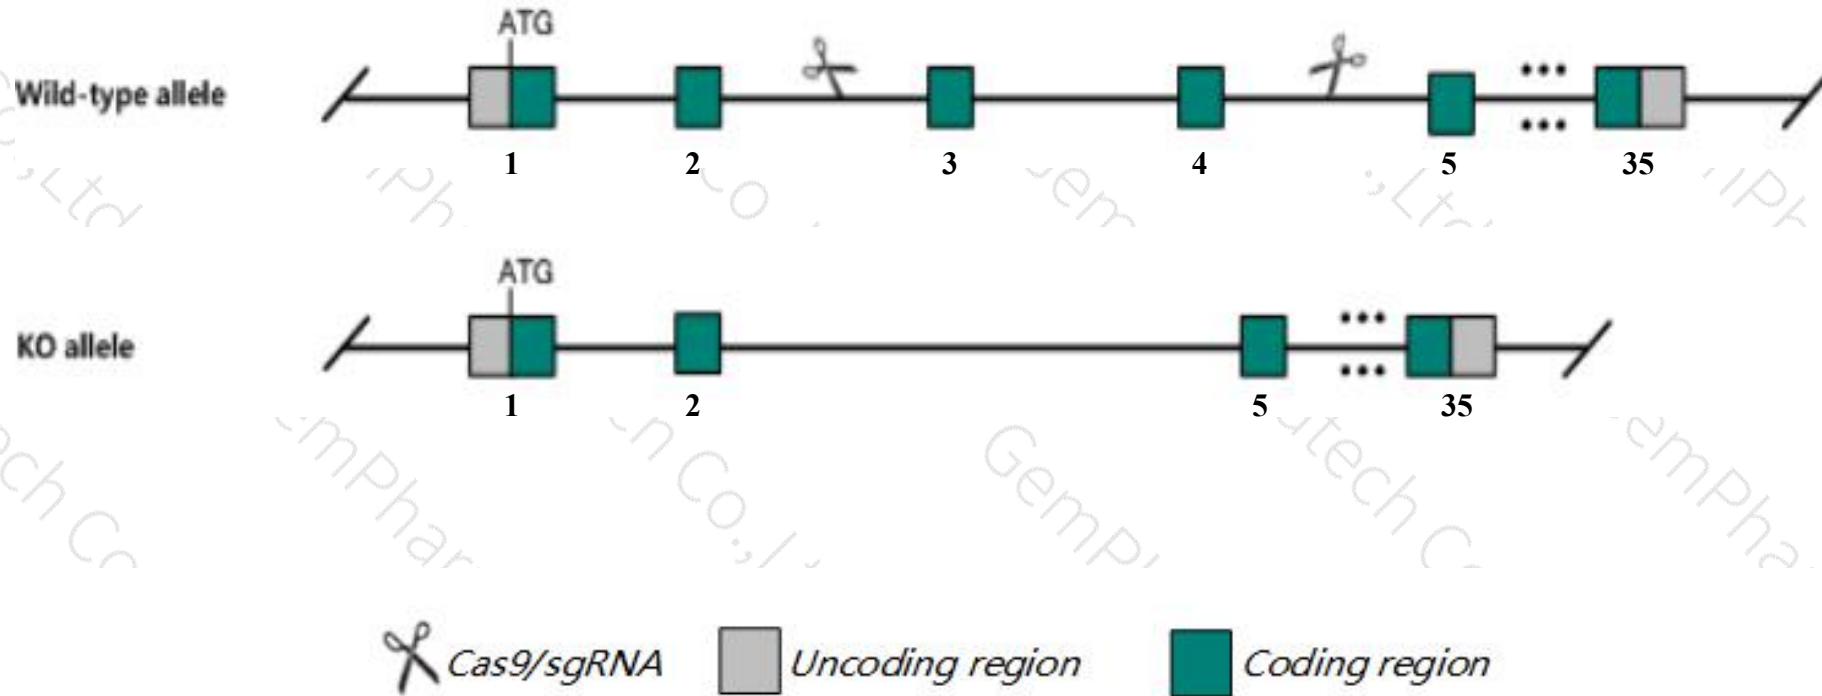 ATG
Wild-type allele
1 2 3 4 5 35
ATG
KO allele
1 2 5 35
Cas9/sgRNA Uncoding region Coding region